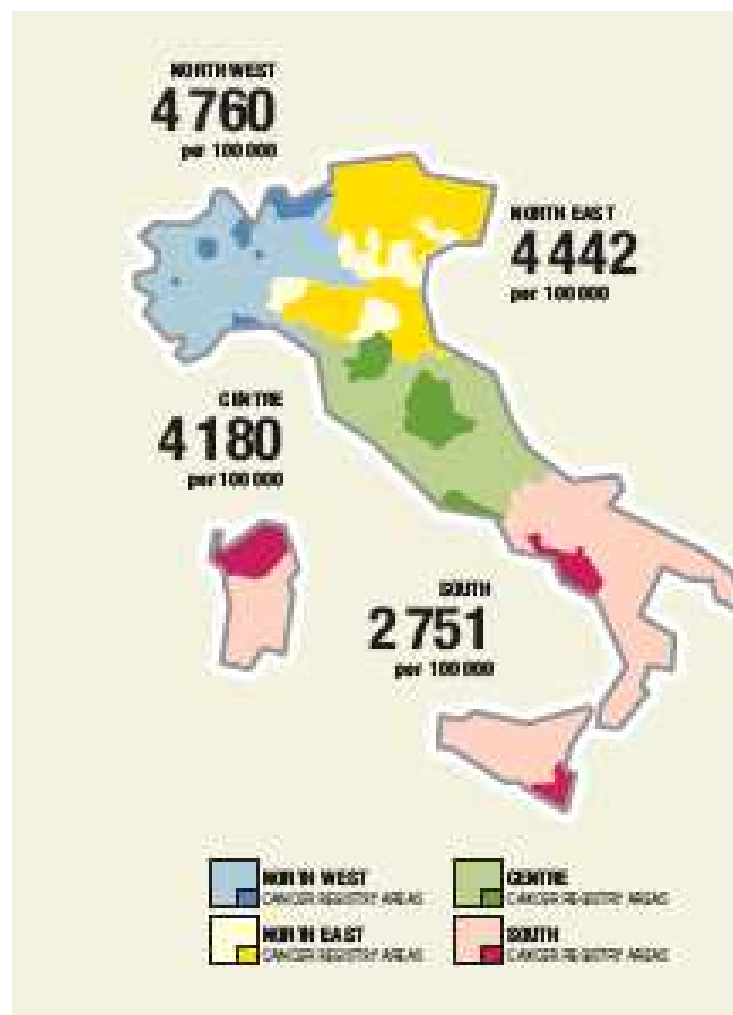 NORTH WEST
4 760
per 100 000
NORTH EAST
4 442
per 100 000
CENTRE
4 180
per 100 000
SOUTH
2 751
per 100 000
NORTH WEST
CANCER REGISTRY AREAS
CENTRE
CANCER REGISTRY AREAS
NORTH EAST
CANCER REGISTRY AREAS
SOUTH
CANCER REGISTRY AREAS